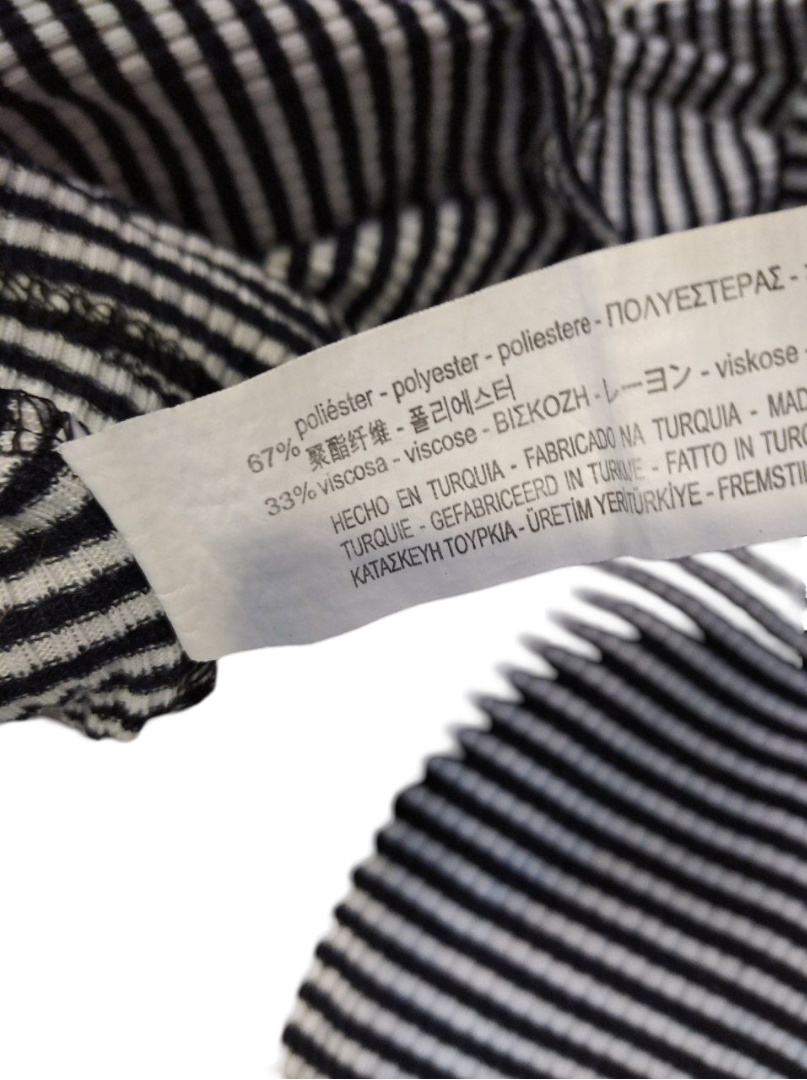 67% poliéster - polyester - poliestere - ΠΟΛΥΕΣΤΕΡΑΣ -
聚酯纤维 - 폴리에스터
33% viscosa - viscose - ΒΙΣΚΟΖΗ - レーヨン - viskose -
HECHO EN TURQUIA - FABRICADO NA TURQUIA - MAD
TURQUIE - GEFABRICEERD IN TURKIJE - FATTO IN TURC
ΚΑΤΑΣΚΕΥΗ ΤΟΥΡΚΙΑ - ÜRETİM YERİ TÜRKİYE - FREMSTIL